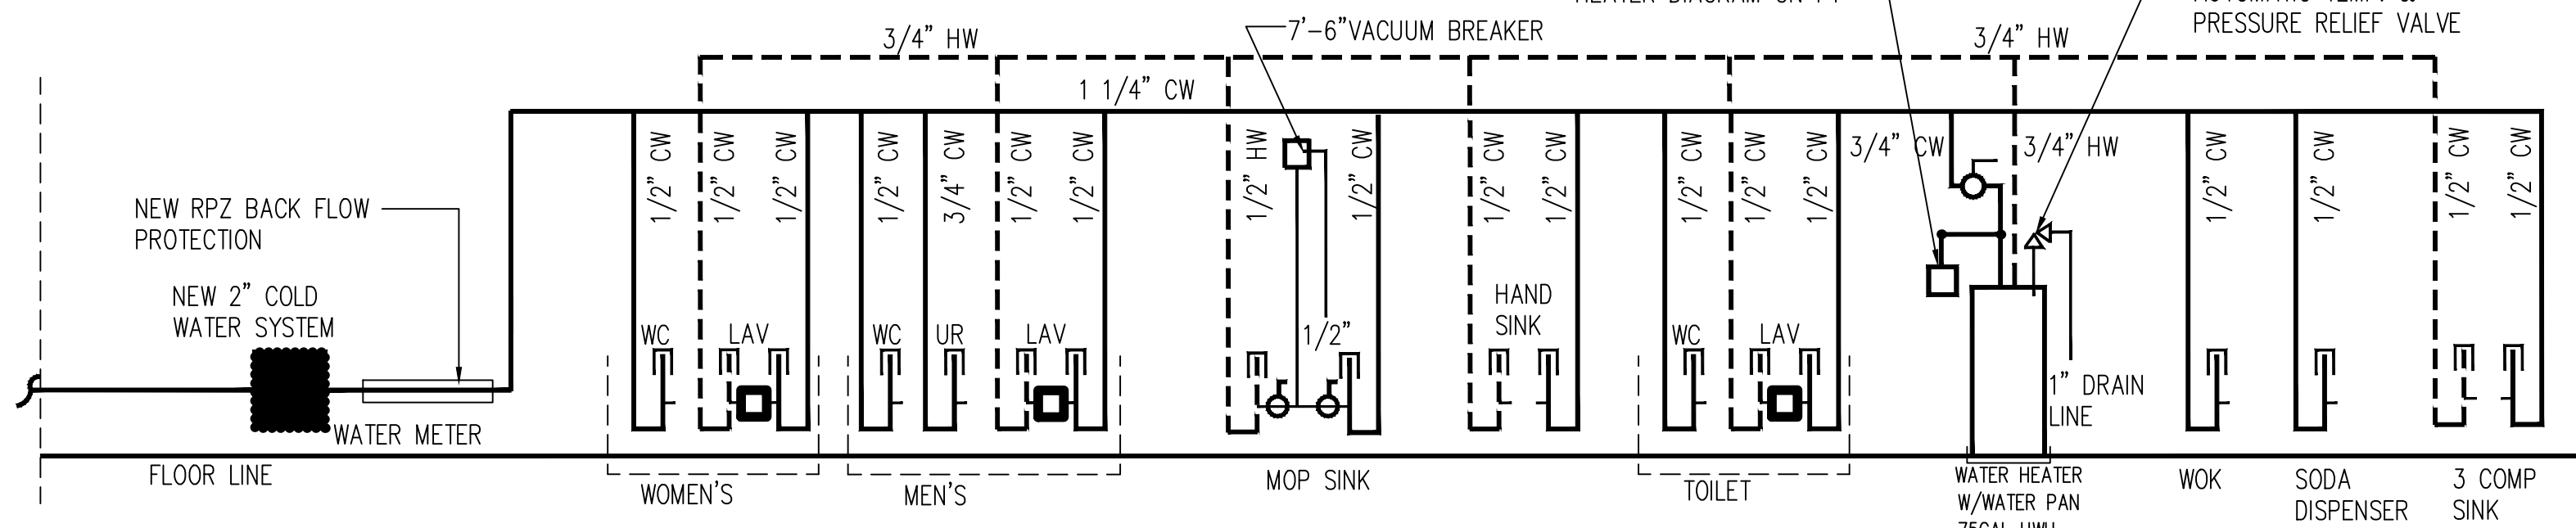 3/4" HW
7'-6"VACUUM BREAKER
3/4" HW
PRESSURE RELIEF VALVE
1 1/4" CW
1/2" CW
1/2" CW
1/2" CW
1/2" CW
3/4" CW
1/2" CW
1/2" CW
1/2" HW
1/2" CW
1/2" CW
1/2" CW
1/2" CW
1/2" CW
1/2" CW
3/4" CW
3/4" HW
1/2" CW
1/2" CW
1/2" CW
1/2" CW
NEW RPZ BACK FLOW
PROTECTION
NEW 2" COLD
WATER SYSTEM
WATER METER
FLOOR LINE
WC
LAV
WC
UR
LAV
1/2"
HAND
SINK
WC
LAV
1" DRAIN
LINE
WOMEN'S
MEN'S
MOP SINK
TOILET
WATER HEATER
W/WATER PAN
WOK
SODA
DISPENSER
3 COMP
SINK